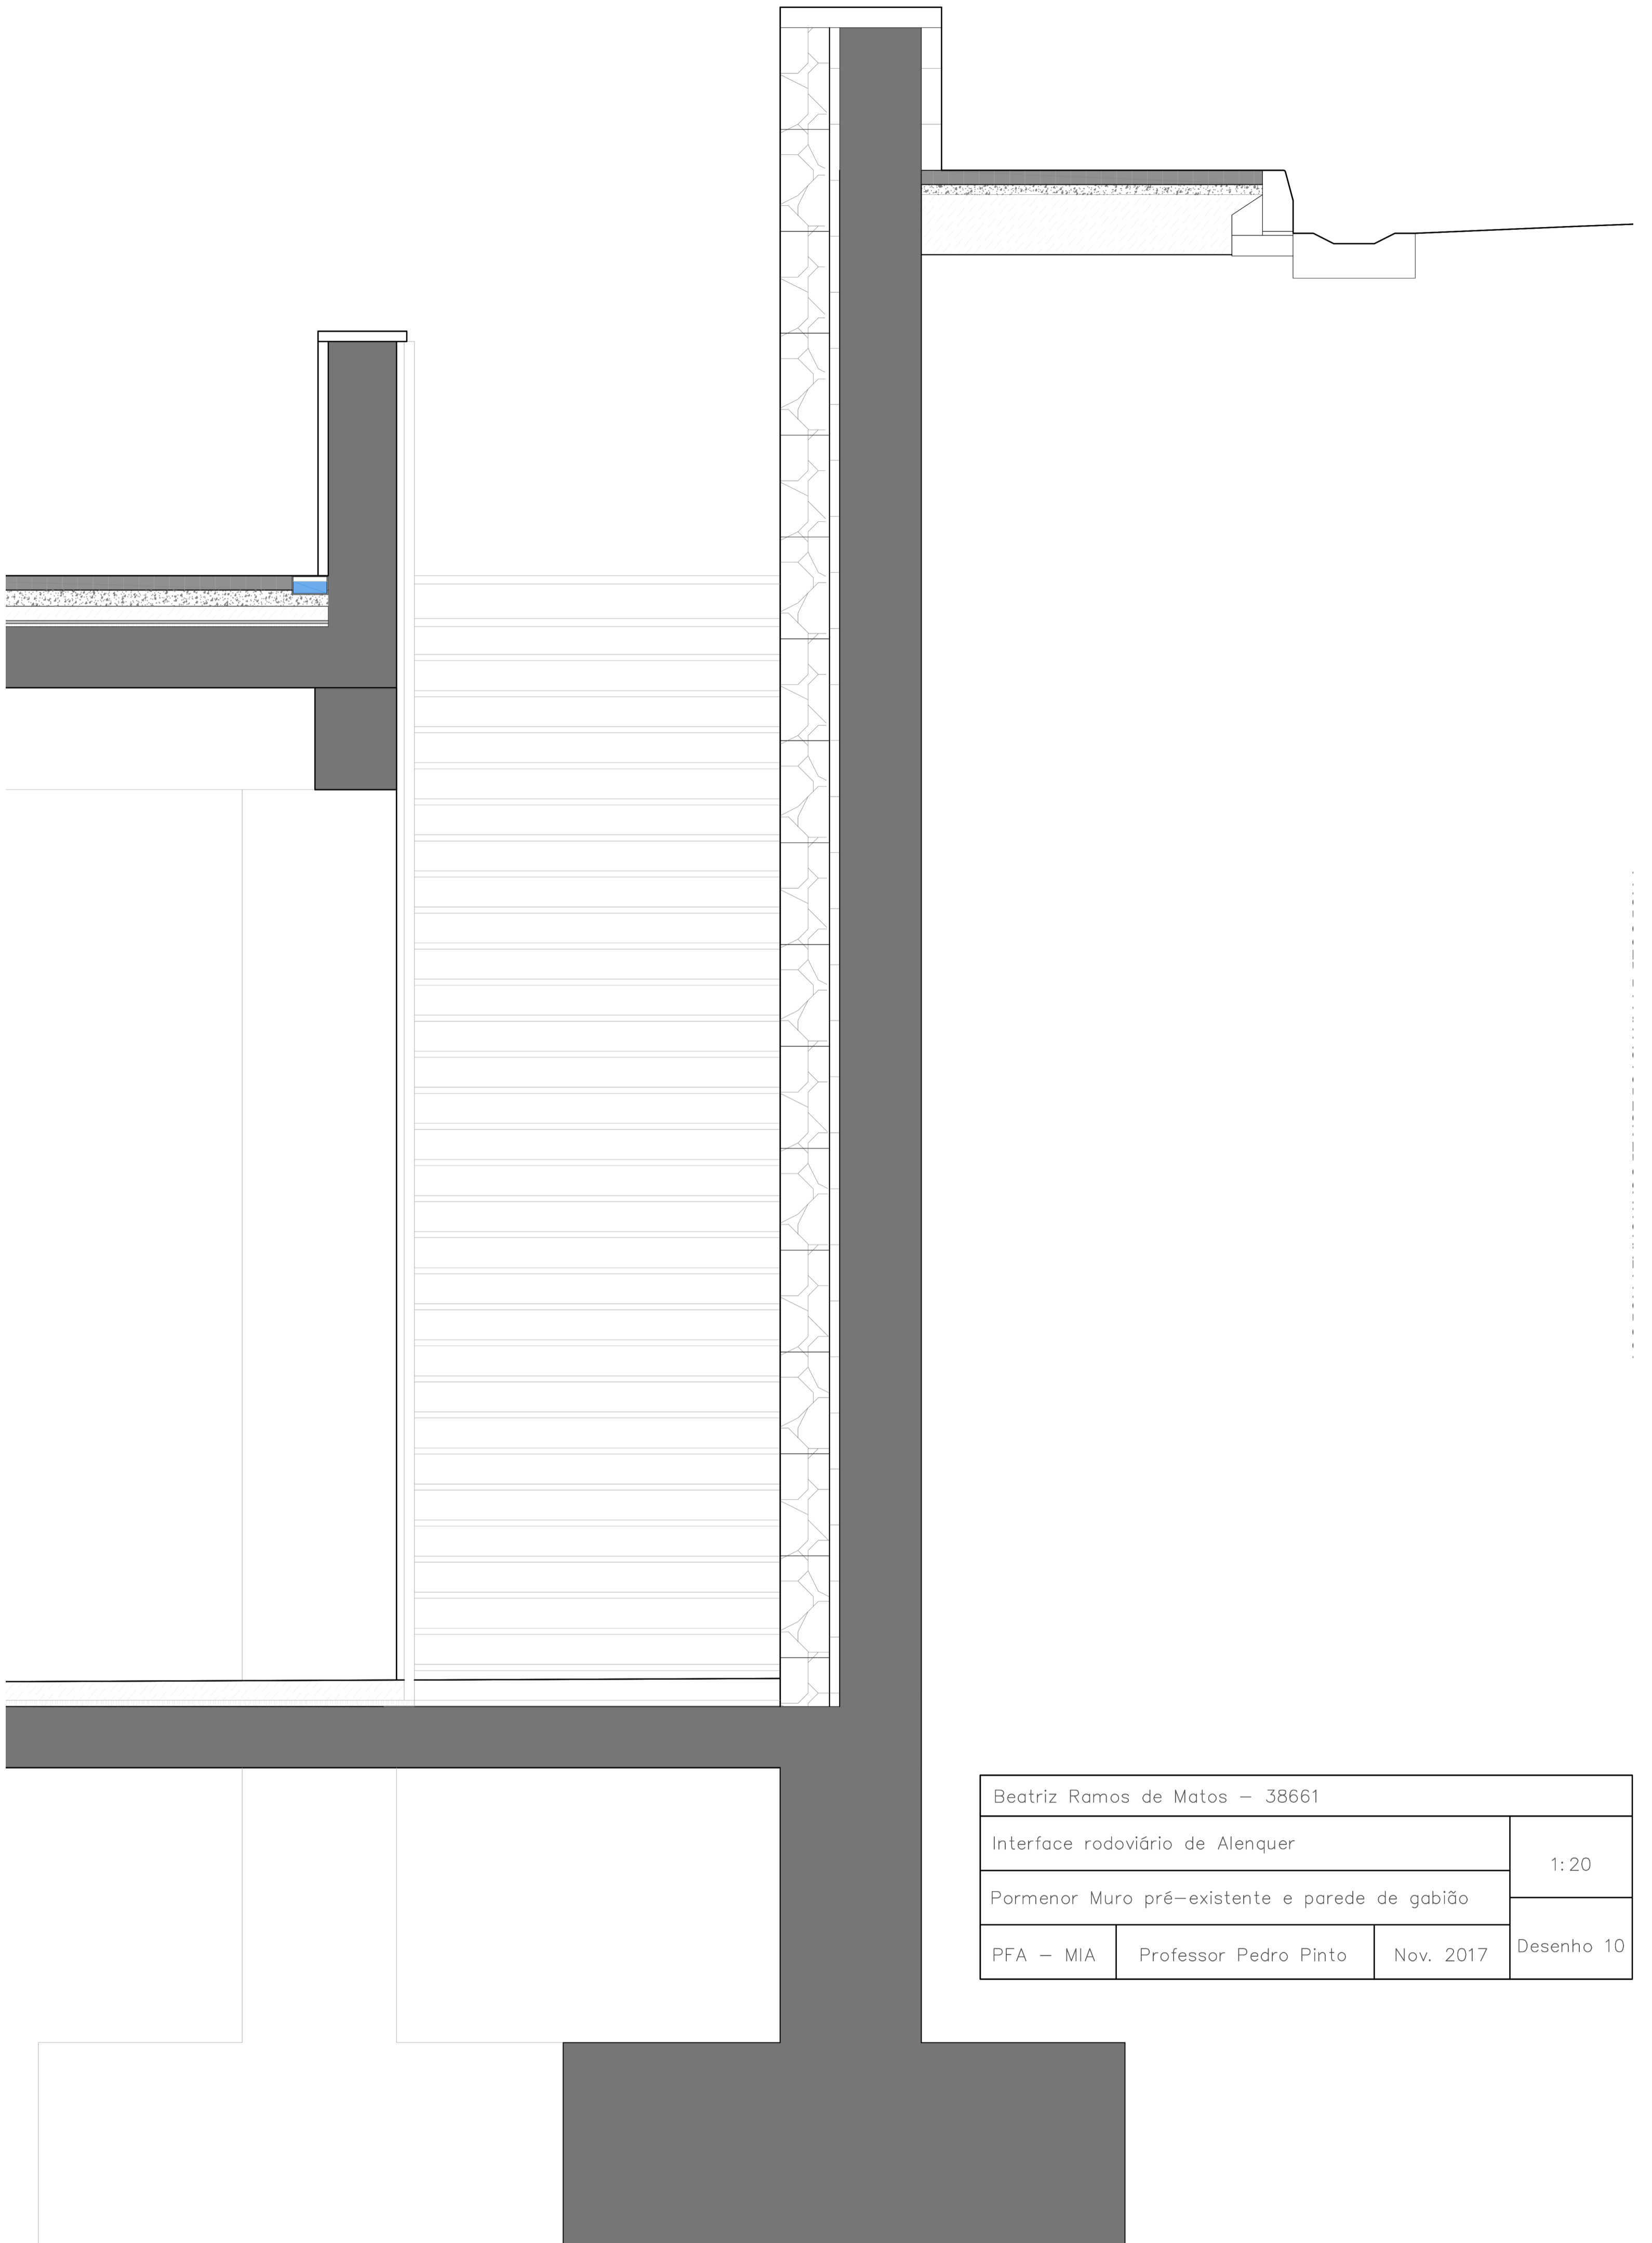 Beatriz Ramos de Matos - 38661
Interface rodoviário de Alenquer
1:20
Pormenor Muro pré-existente e parede de gabião
PFA - MIA
Professor Pedro Pinto
Nov. 2017
Desenho 10